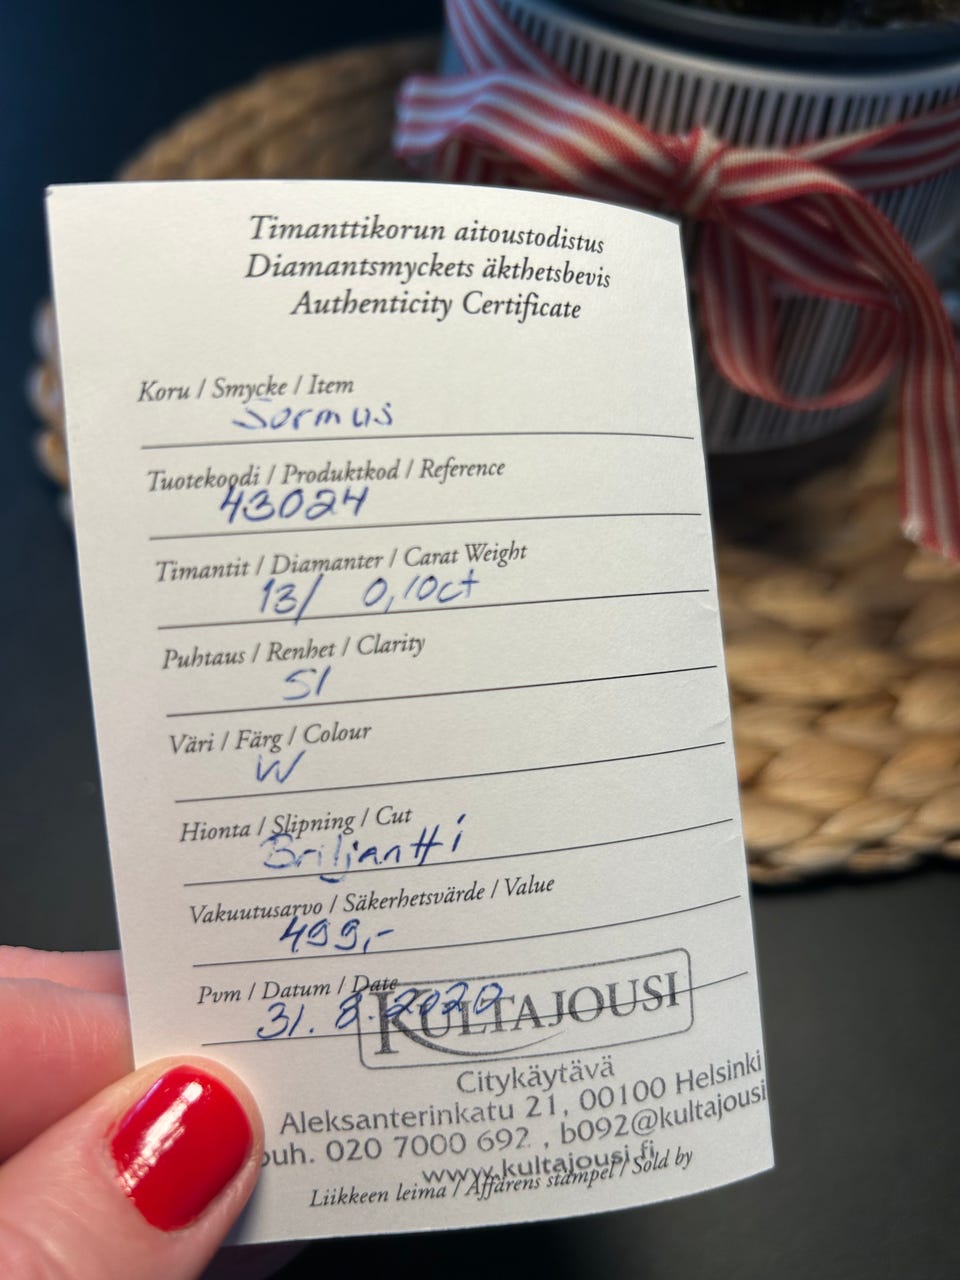 Timanttikorun aitoustodistus
Diamantsmyckets äkthetsbevis
Authenticity Certificate
Koru / Smycke / Item
Sormus
Tuotekoodi / Produktkod / Reference
43024
Timantit / Diamanter / Carat Weight
13/ 0,10ct
Puhtaus / Renhet / Clarity
SI
Väri / Färg / Colour
W
Hionta / Slipning / Cut
Briljantti
Vakuutusarvo / Säkerhetsvärde / Value
499,-
Pvm / Datum / Date
31.8.2020
KULTAJOUSI
Citykäytävä
Aleksanterinkatu 21, 00100 Helsinki
puh. 020 7000 692 , b092@kultajousi
www.kultajousi.fi
Liikkeen leima / Affärens stämpel / Sold by